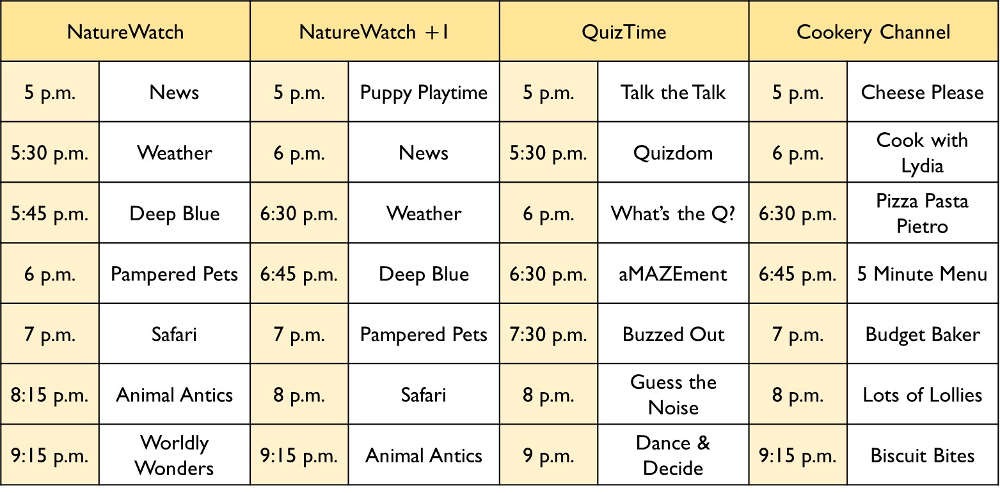 NatureWatch NatureWatch +1 QuizTime Cookery Channel
5 p.m. News 5 p.m. Puppy Playtime 5 p.m. Talk the Talk 5 p.m. Cheese Please
5:30 p.m. Weather 6 p.m. News 5:30 p.m. Quizdom 6 p.m. Cook with
Lydia
5:45 p.m. Deep Blue 6:30 p.m. Weather 6 p.m. What's the Q? 6:30 p.m. Pizza Pasta
Pietro
6 p.m. Pampered Pets 6:45 p.m. Deep Blue 6:30 p.m. aMAZEment 6:45 p.m. 5 Minute Menu
7 p.m. Safari 7 p.m. Pampered Pets 7:30 p.m. Buzzed Out 7 p.m. Budget Baker
8:15 p.m. Animal Antics 8 p.m. Safari 8 p.m. Guess the
Noise 8 p.m. Lots of Lollies
9:15 p.m. Worldly
Wonders 9:15 p.m. Animal Antics 9 p.m. Dance &
Decide 9:15 p.m. Biscuit Bites